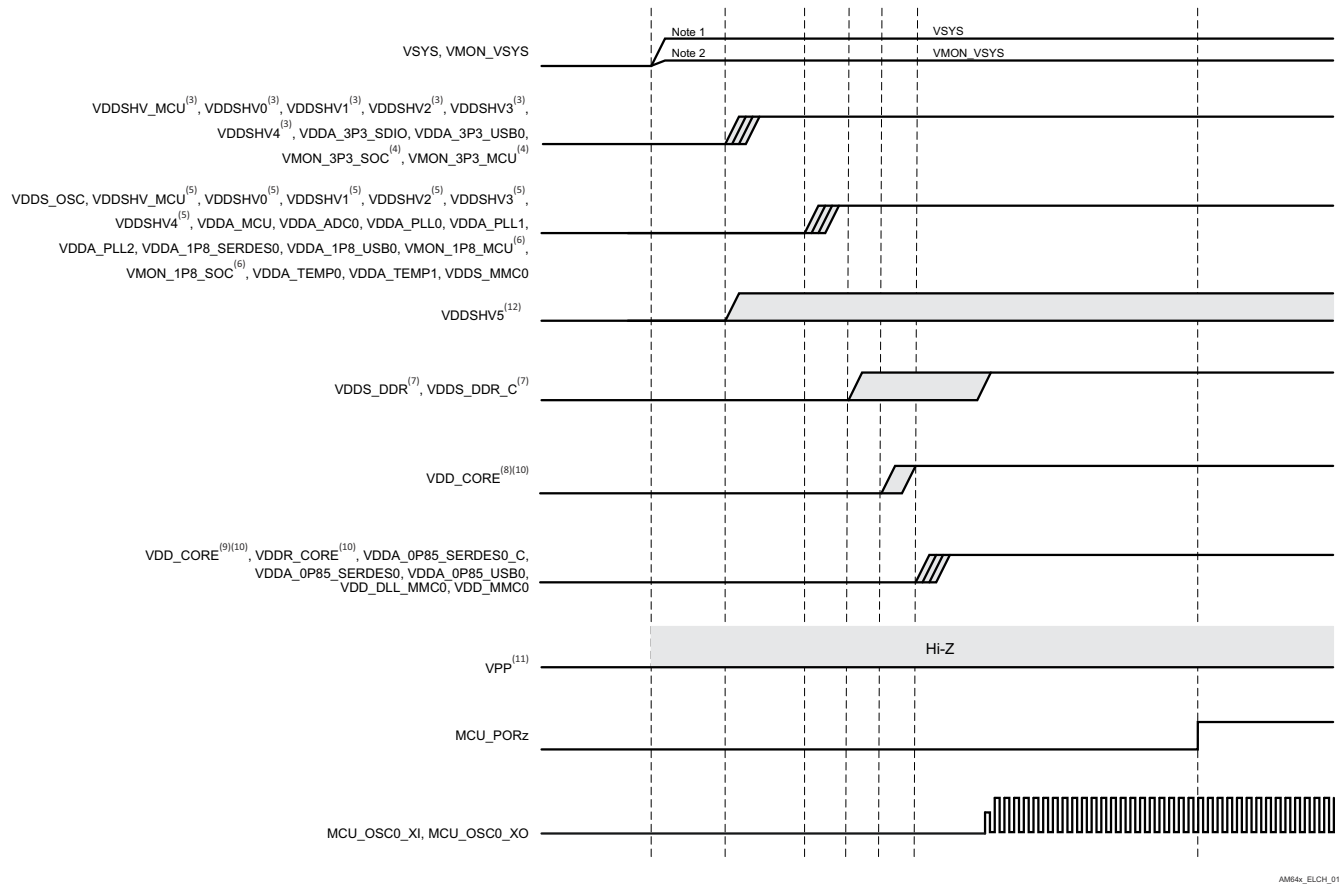 Note 1
VSYS
VSYS, VMON_VSYS
Note 2
VMON_VSYS
VDDSHV_MCU(3), VDDSHV0(3), VDDSHV1(3), VDDSHV2(3), VDDSHV3(3),
VDDSHV4(3), VDDA_3P3_SDIO, VDDA_3P3_USB0,
VMON_3P3_SOC(4), VMON_3P3_MCU(4)
VDDS_OSC, VDDSHV_MCU(5), VDDSHV0(5), VDDSHV1(5), VDDSHV2(5), VDDSHV3(5),
VDDSHV4(5), VDDA_MCU, VDDA_ADC0, VDDA_PLL0, VDDA_PLL1,
VDDA_PLL2, VDDA_1P8_SERDES0, VDDA_1P8_USB0, VMON_1P8_MCU(6),
VMON_1P8_SOC(6), VDDA_TEMP0, VDDA_TEMP1, VDDS_MMC0
VDDSHV5(12)
VDDS_DDR(7), VDDS_DDR_C(7)
VDD_CORE(8)(10)
VDD_CORE(9)(10), VDDR_CORE(10), VDDA_0P85_SERDES0_C,
VDDA_0P85_SERDES0, VDDA_0P85_USB0,
VDD_DLL_MMC0, VDD_MMC0
Hi-Z
VPP(11)
MCU_PORz
MCU_OSC0_XI, MCU_OSC0_XO
AM64x_ELCH_01